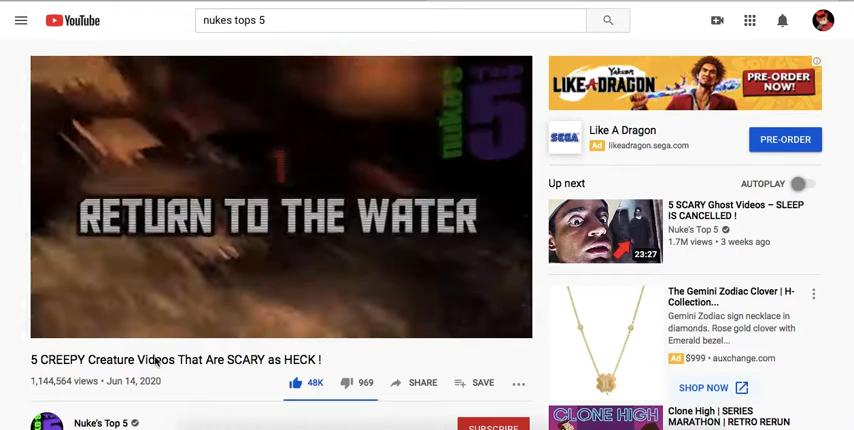 YouTube
nukes tops 5
nuke's
5
1
RETURN TO THE WATER
Yakuza
LIKE A DRAGON
PRE-ORDER
NOW!
SEGA
Like A Dragon
Ad likeadragon.sega.com
PRE-ORDER
Up next
AUTOPLAY
5 SCARY Ghost Videos – SLEEP
IS CANCELLED !
Nuke's Top 5
1.7M views • 3 weeks ago
23:27
The Gemini Zodiac Clover | H-
Collection...
Gemini Zodiac sign necklace in
diamonds. Rose gold clover with
Emerald bezel...
Ad $999 • auxchange.com
SHOP NOW
5 CREEPY Creature Videos That Are SCARY as HECK !
1,144,564 views • Jun 14, 2020
48K
969
SHARE
SAVE
Nuke's Top 5
SUBSCRIBE
CLONE HIGH
Clone High | SERIES
MARATHON | RETRO RERUN